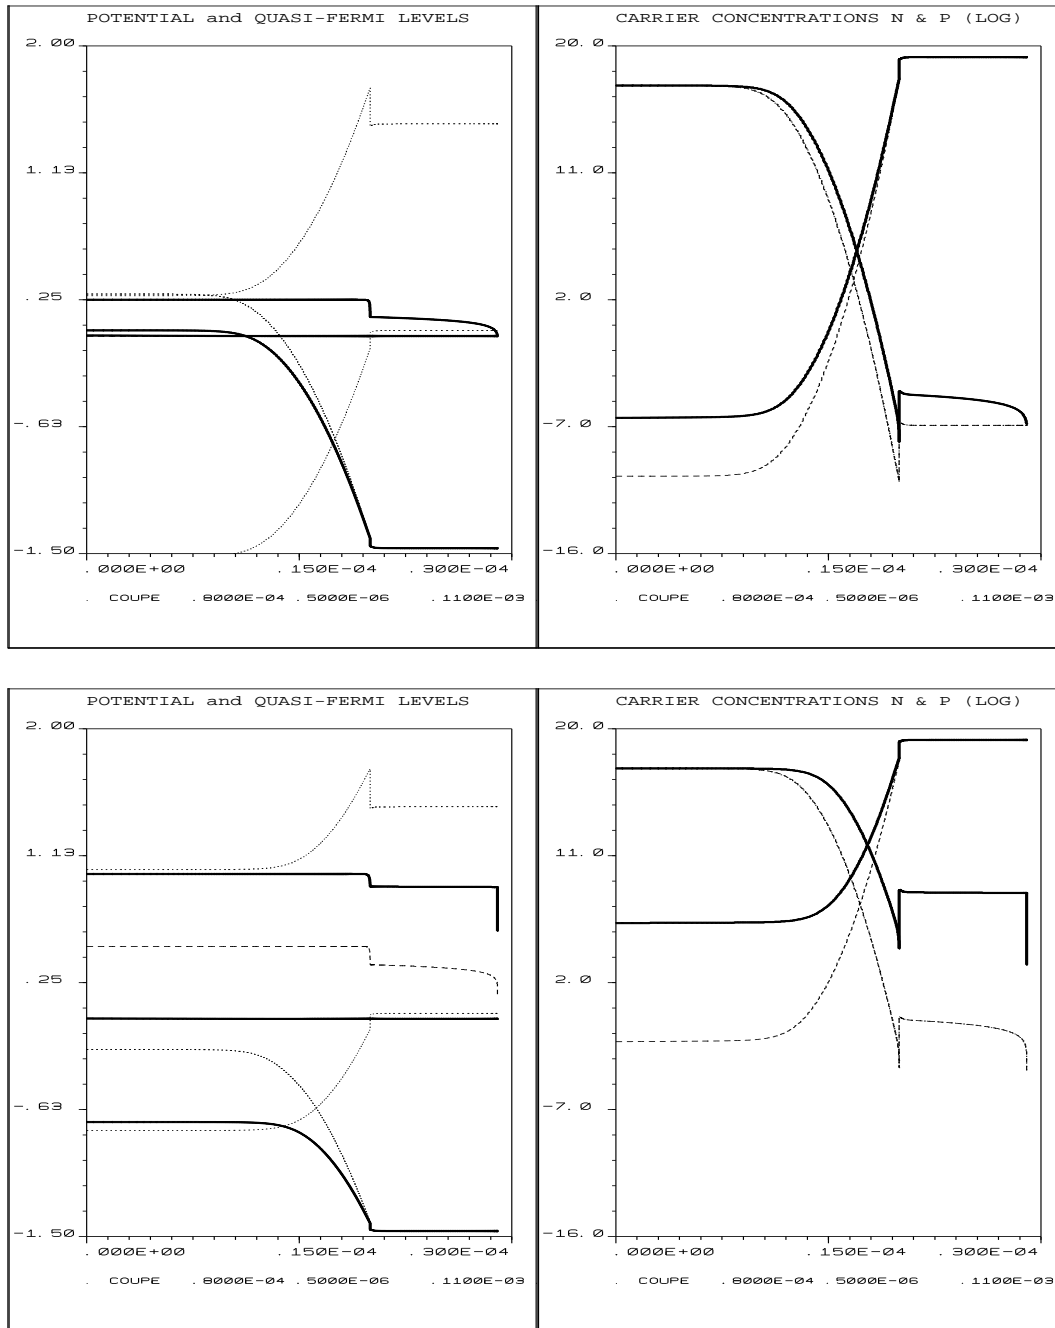 POTENTIAL and QUASI-FERMI LEVELS
2.00
1.13
.25
-.63
-1.50
.000E+00 .150E-04 .300E-04
. COUPE .8000E-04 .5000E-06 .1100E-03
CARRIER CONCENTRATIONS N & P (LOG)
20.0
11.0
2.0
-7.0
-16.0
.000E+00 .150E-04 .300E-04
. COUPE .8000E-04 .5000E-06 .1100E-03
POTENTIAL and QUASI-FERMI LEVELS
2.00
1.13
.25
-.63
-1.50
.000E+00 .150E-04 .300E-04
. COUPE .8000E-04 .5000E-06 .1100E-03
CARRIER CONCENTRATIONS N & P (LOG)
20.0
11.0
2.0
-7.0
-16.0
.000E+00 .150E-04 .300E-04
. COUPE .8000E-04 .5000E-06 .1100E-03